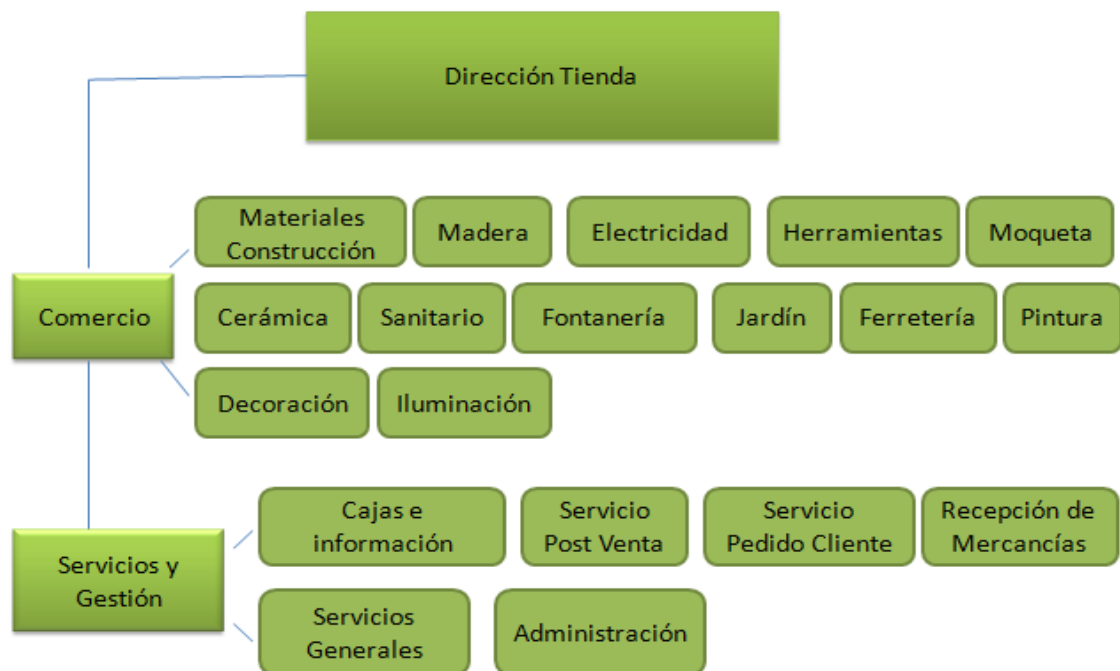 Dirección Tienda
Materiales
Construcción
Madera
Electricidad
Herramientas
Moqueta
Comercio
Cerámica
Sanitario
Fontanería
Jardín
Ferretería
Pintura
Decoración
Iluminación
Servicios y
Gestión
Cajas e
información
Servicio
Post Venta
Servicio
Pedido Cliente
Recepción de
Mercancías
Servicios
Generales
Administración